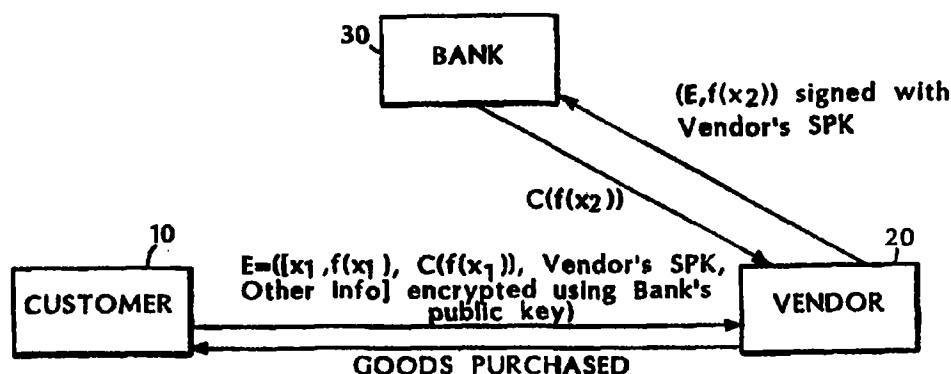 30
BANK
(E,f(x2)) signed with
Vendor's SPK
C(f(x2))
10
20
E=([x1,f(x1), C(f(x1)), Vendor's SPK,
Other Info] encrypted using Bank's
public key)
CUSTOMER
VENDOR
GOODS PURCHASED